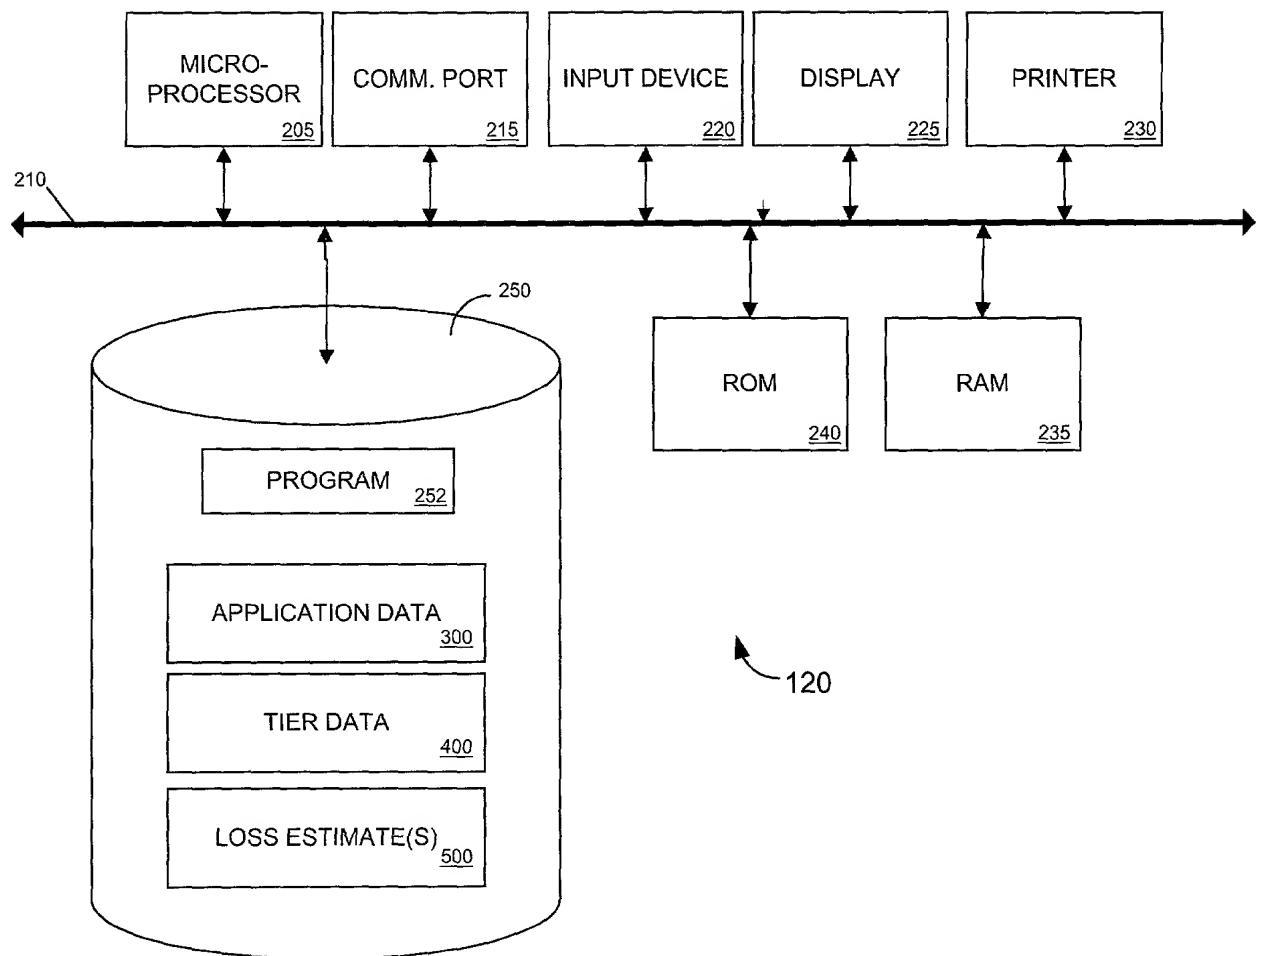 MICRO-
PROCESSOR
205
COMM. PORT
215
INPUT DEVICE
220
DISPLAY
225
PRINTER
230
210
250
ROM
240
RAM
235
PROGRAM
252
APPLICATION DATA
300
TIER DATA
400
LOSS ESTIMATE(S)
500
120